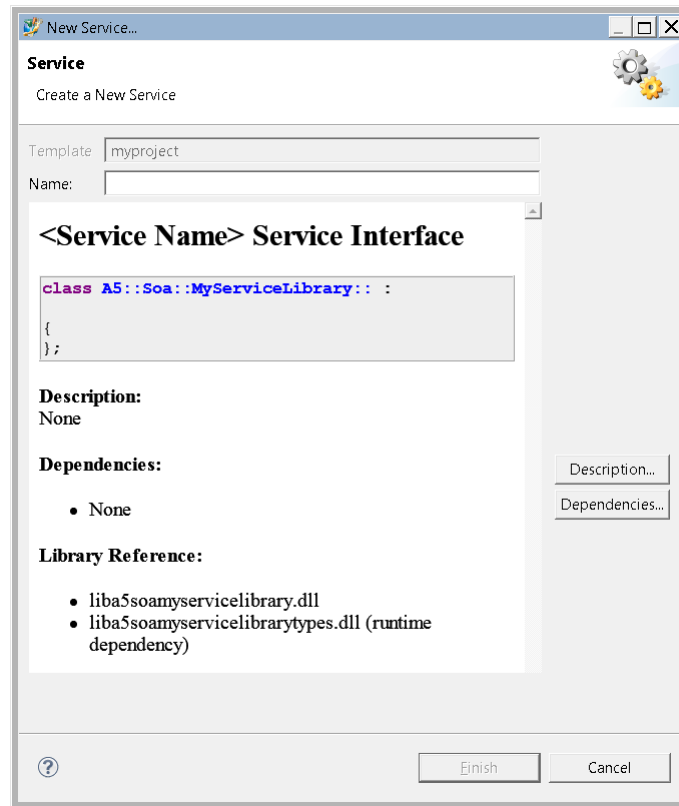 New Service...
Service
Create a New Service
Template myproject
Name:
<Service Name> Service Interface
class A5::Soa::MyServiceLibrary:: :
{
};
Description:
None
Dependencies:
• None
Library Reference:
• liba5soamyservicelibrary.dll
• liba5soamyservicelibrarytypes.dll (runtime
dependency)
Description...
Dependencies...
?
Finish
Cancel